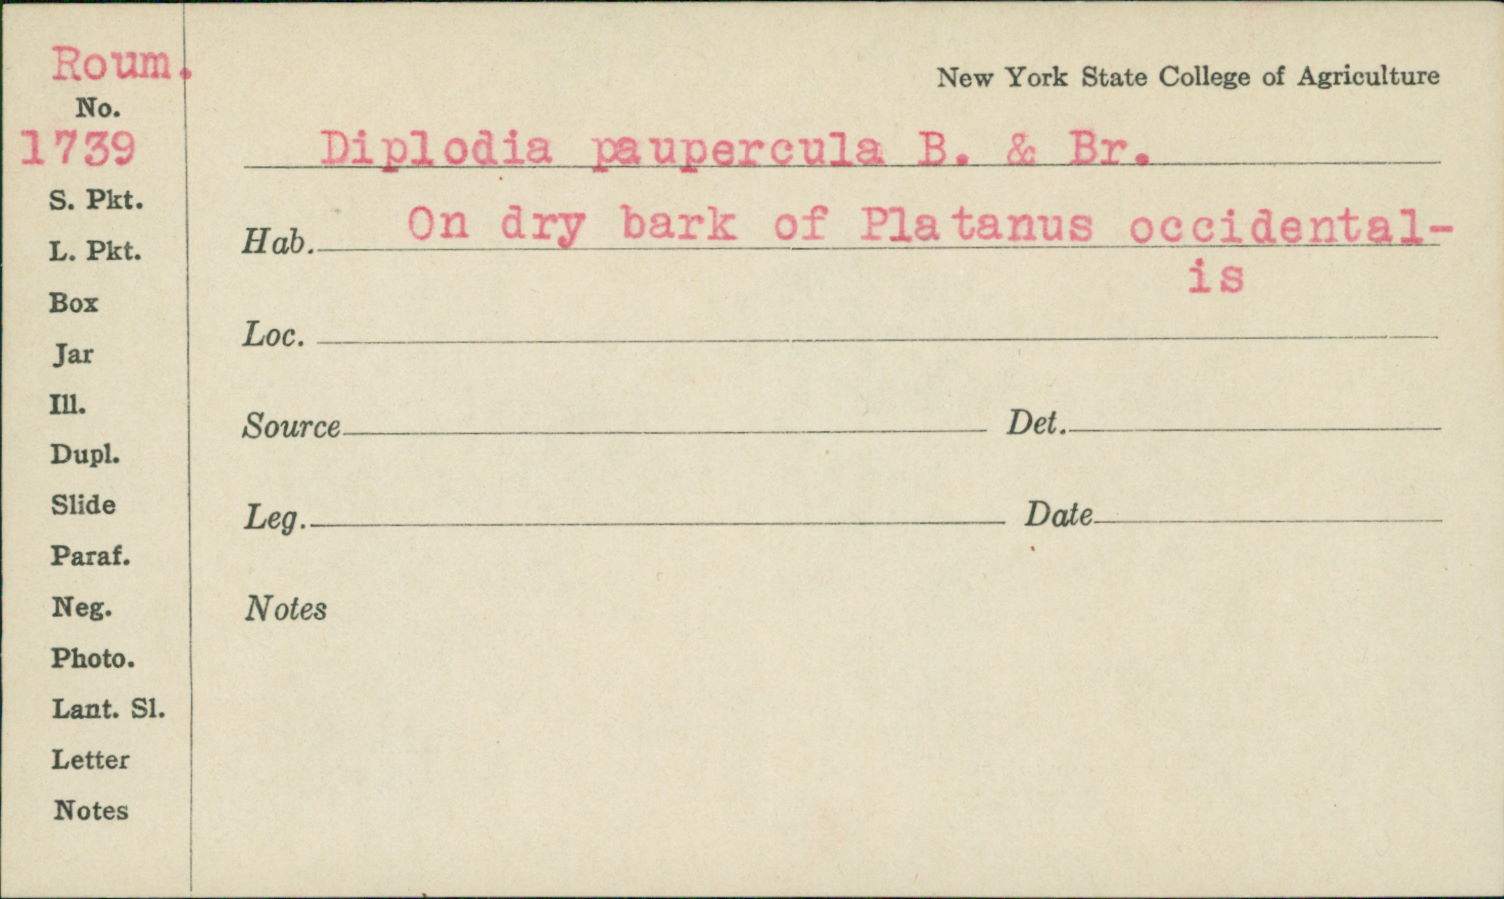 Roum.
No.
1739
S. Pkt.
L. Pkt.
Box
Jar
Ill.
Dupl.
Slide
Paraf.
Neg.
Photo.
Lant. Sl.
Letter
Notes
New York State College of Agriculture
Diplodia paupercula B. & Br.
Hab. On dry bark of Platanus occidental-
is
Loc.
Source Det.
Leg. Date
Notes